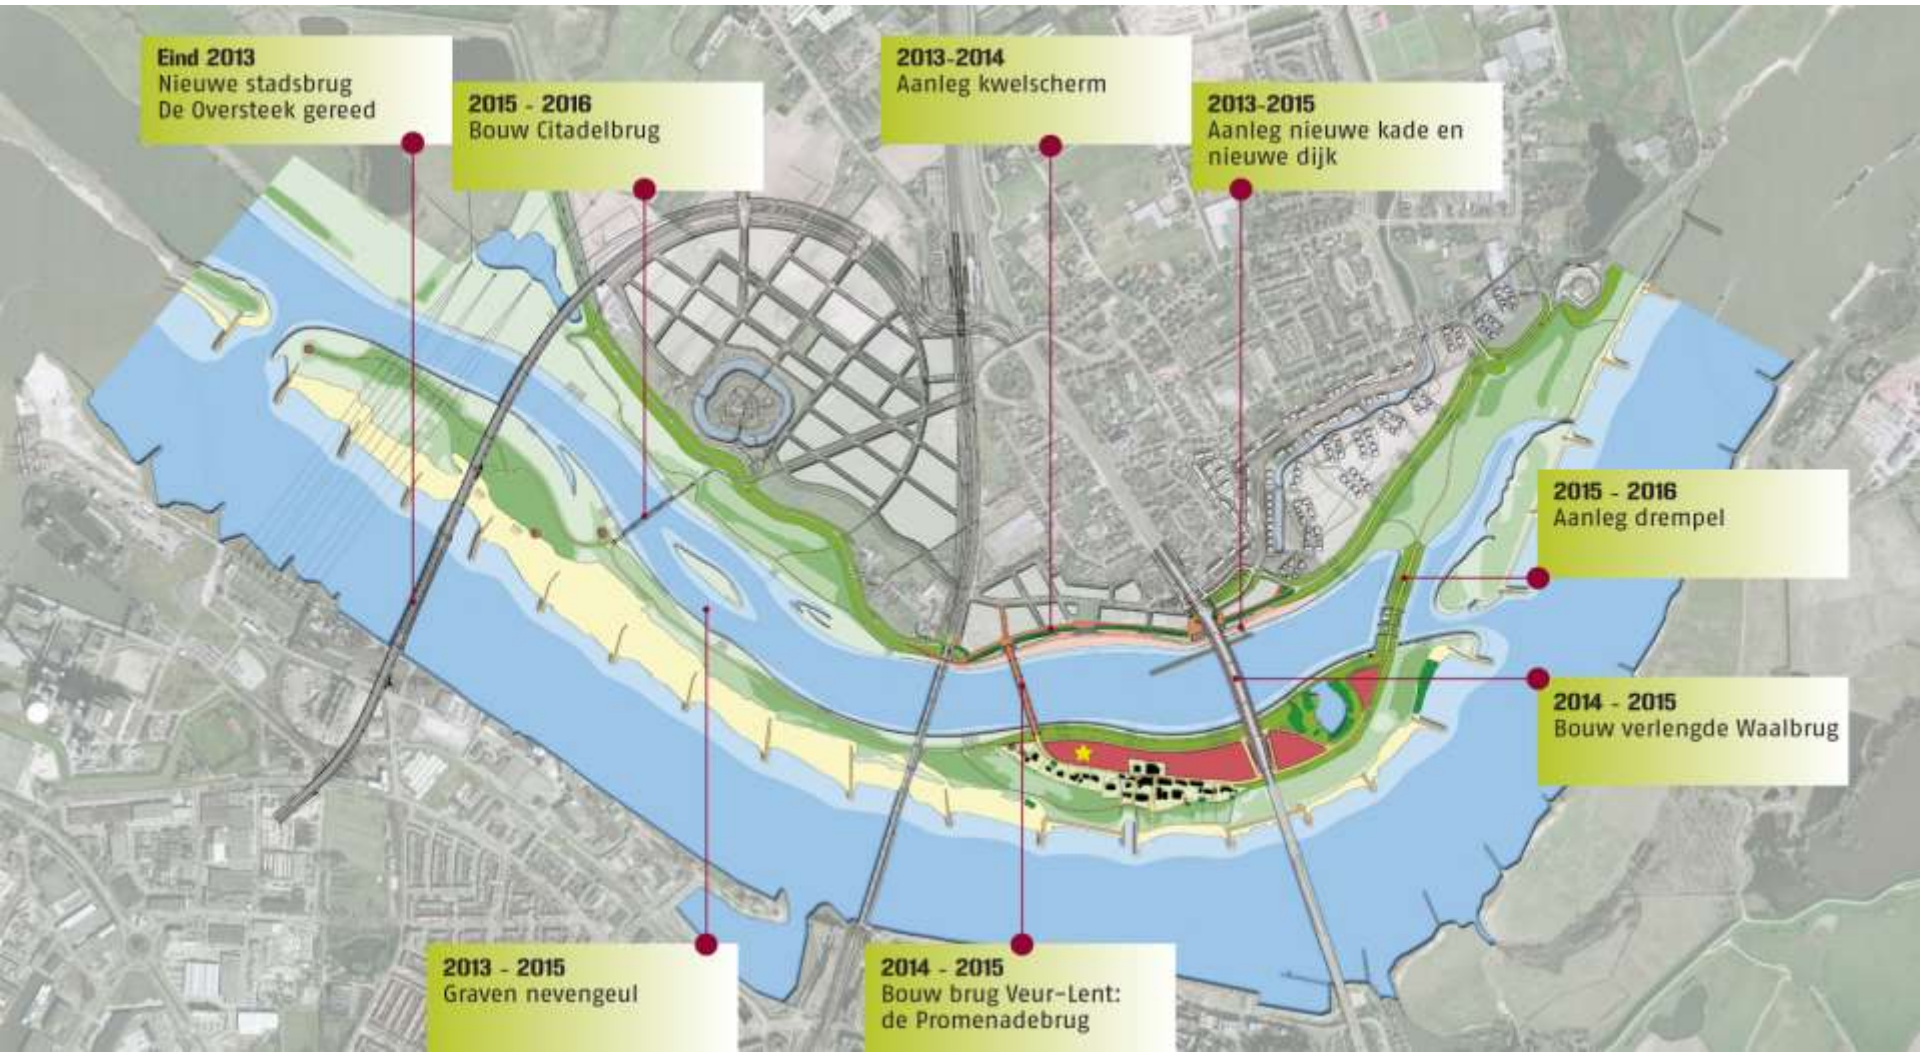 Eind 2013
Nieuwe stadsbrug
De Oversteek gereed
2015 - 2016
Bouw Citadelbrug
2013-2014
Aanleg kwelscherm
2013-2015
Aanleg nieuwe kade en
nieuwe dijk
2015 - 2016
Aanleg drempel
2014 - 2015
Bouw verlengde Waalbrug
2013 - 2015
Graven nevengeul
2014 - 2015
Bouw brug Veur-Lent:
de Promenadebrug